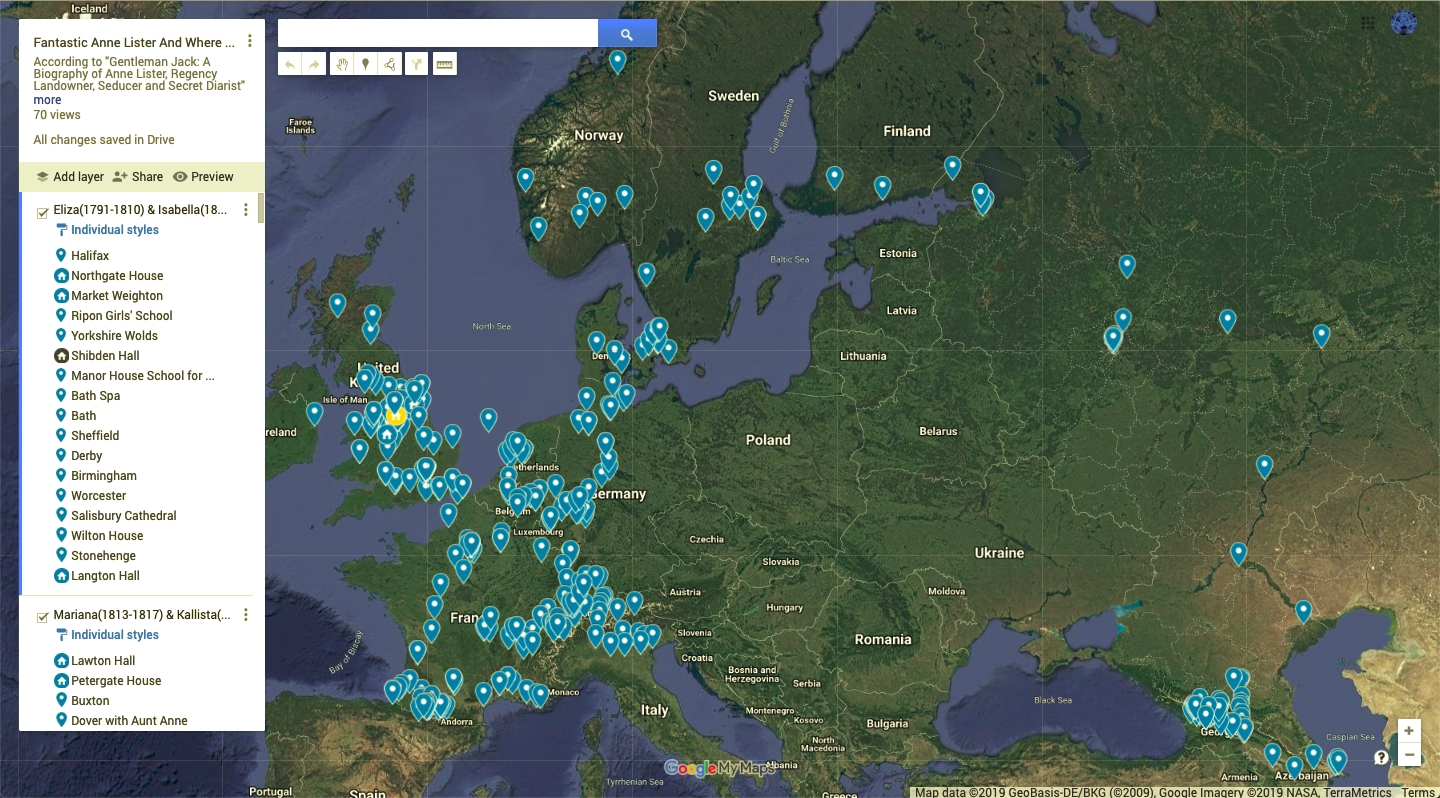 Iceland
Fantastic Anne Lister And Where ...
According to "Gentleman Jack: A
Biography of Anne Lister, Regency
Landowner, Seducer and Secret Diarist"
more
70 views
All changes saved in Drive
Add layer
Share
Preview
Eliza(1791-1810) & Isabella(18...
Individual styles
Halifax
Northgate House
Market Weighton
Ripon Girls' School
Yorkshire Wolds
Shibden Hall
Manor House School for ...
Bath Spa
Bath
Sheffield
Derby
Birmingham
Worcester
Salisbury Cathedral
Wilton House
Stonehenge
Langton Hall
Mariana(1813-1817) & Kallista(...
Individual styles
Lawton Hall
Petergate House
Buxton
Dover with Aunt Anne
Faroe
Islands
Sweden
Norway
Finland
Gulf of Bothnia
Estonia
Baltic Sea
Latvia
North Sea
Lithuania
United
Isle of Man
Belarus
Poland
Germany
Luxembourg
Czechia
Ukraine
Slovakia
Austria
Moldova
Hungary
Slovenia
Romania
Croatia
Bay of Biscay
Bosnia and
Herzegovina
Serbia
Monaco
Black Sea
Italy
Montenegro
Kosovo
Bulgaria
Andorra
North
Macedonia
Caspian Sea
Google My Maps
Albania
Tyrrhenian Sea
Armenia
Azerbaijan
Portugal
Spain
Greece
+
−
?
Map data ©2019 GeoBasis-DE/BKG (©2009), Google Imagery ©2019 NASA, TerraMetrics
Terms